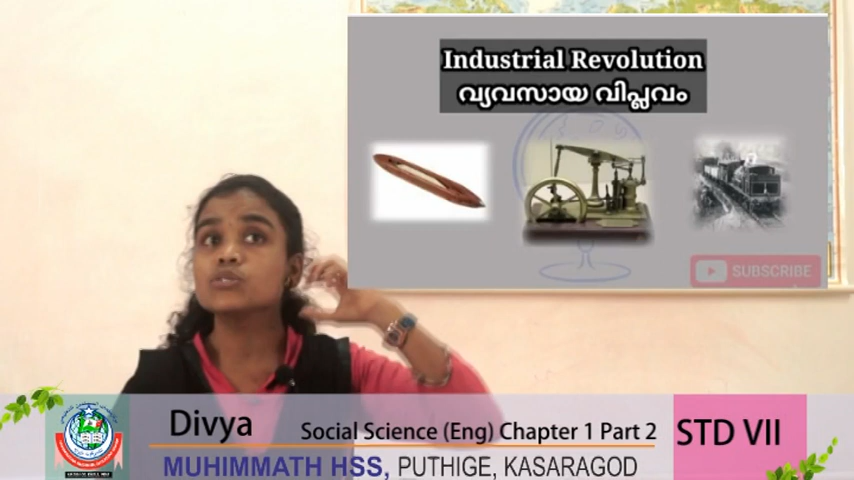 Industrial Revolution
വ്യവസായ വിപ്ലവം
SUBSCRIBE
Divya
Social Science (Eng) Chapter 1 Part 2
STD VII
MUHIMMATH HSS, PUTHIGE, KASARAGOD